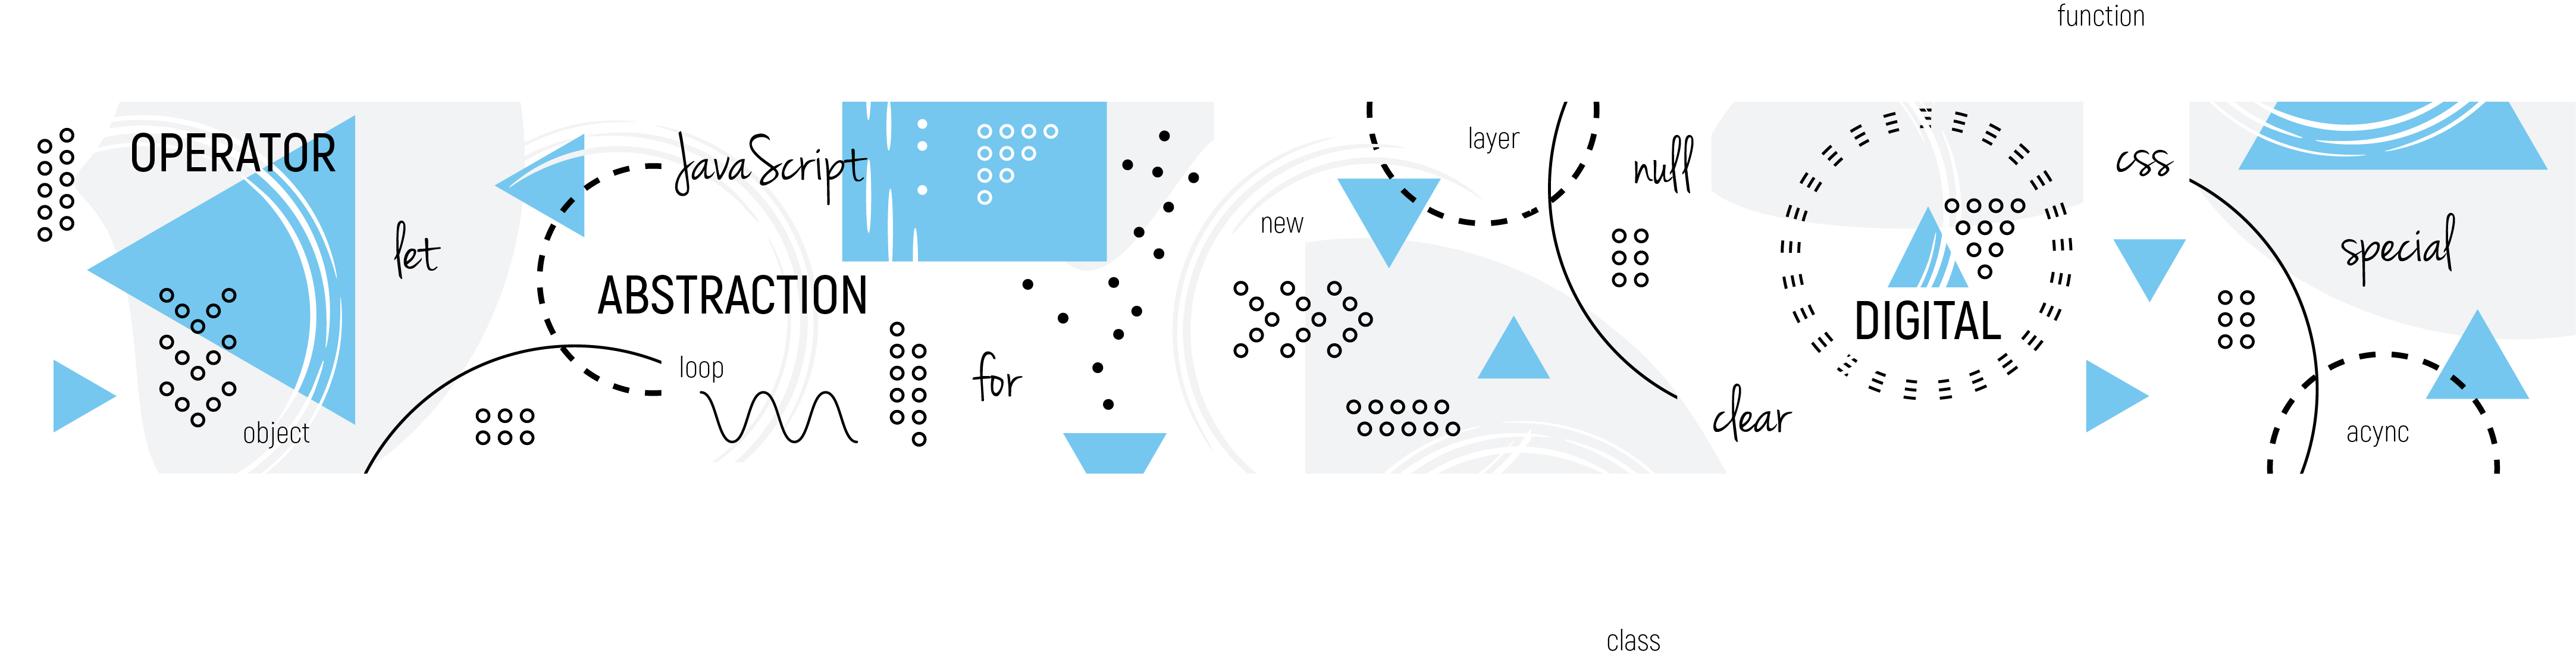 function
OPERATOR
let
object
JavaScript
ABSTRACTION
loop
for
new
layer
null
clear
DIGITAL
css
special
acync
class